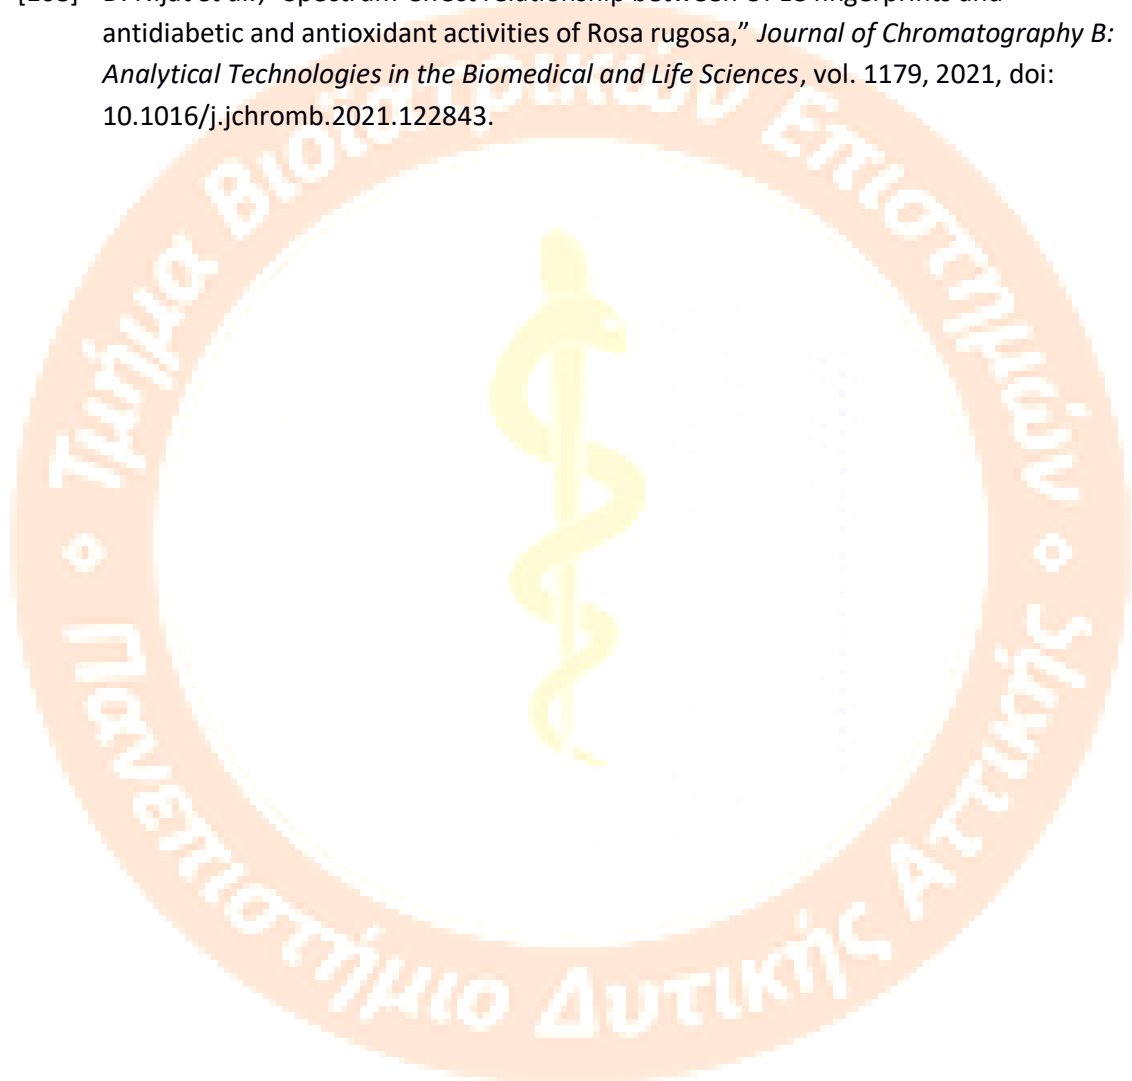 antidiabetic and antioxidant activities of Rosa rugosa,” Journal of Chromatography B:
Analytical Technologies in the Biomedical and Life Sciences, vol. 1179, 2021, doi:
10.1016/j.jchromb.2021.122843.
Τμήμα Βιοϊατρικών Επιστημών
Πανεπιστήμιο Δυτικής Αττικής